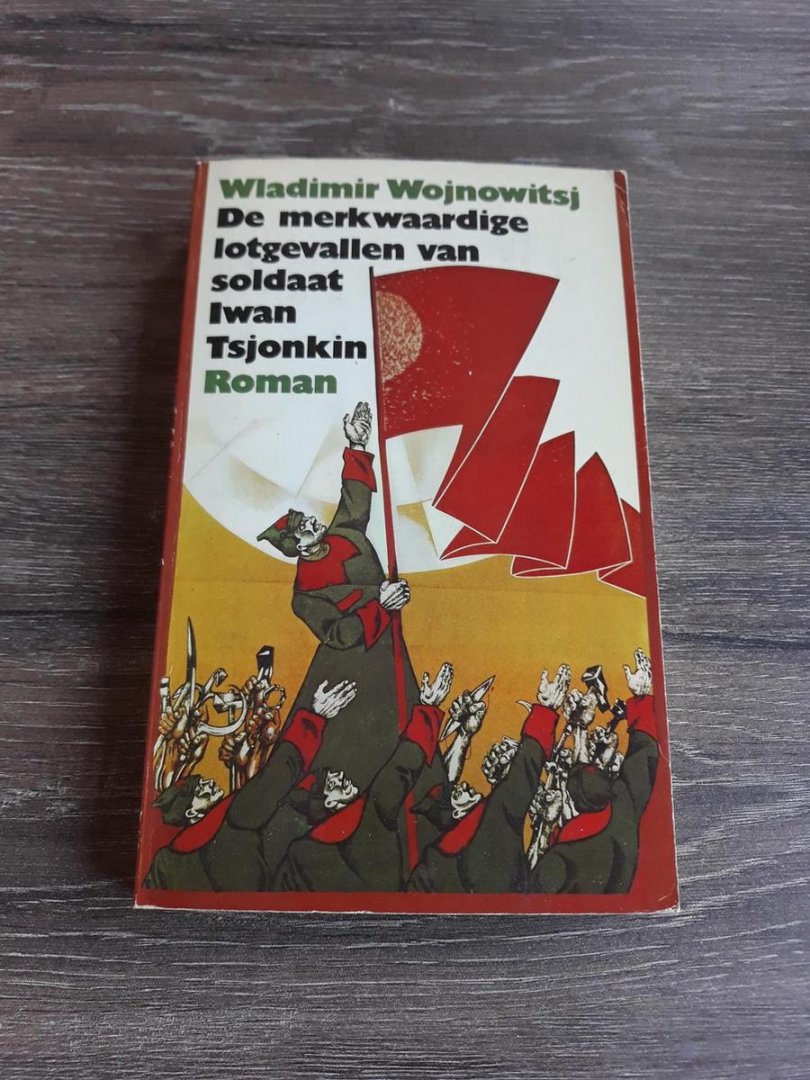 Wladimir Wojnowitsj
De merkwaardige
lotgevallen van
soldaat
Iwan
Tsjonkin
Roman